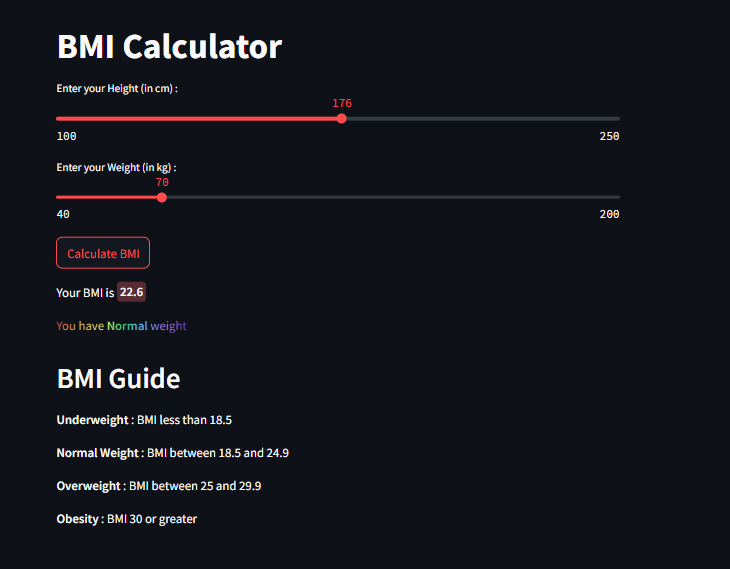 BMI Calculator
Enter your Height (in cm) :
176
100 250
Enter your Weight (in kg) :
70
40 200
Calculate BMI
Your BMI is 22.6
You have Normal weight
BMI Guide
Underweight : BMI less than 18.5
Normal Weight : BMI between 18.5 and 24.9
Overweight : BMI between 25 and 29.9
Obesity : BMI 30 or greater